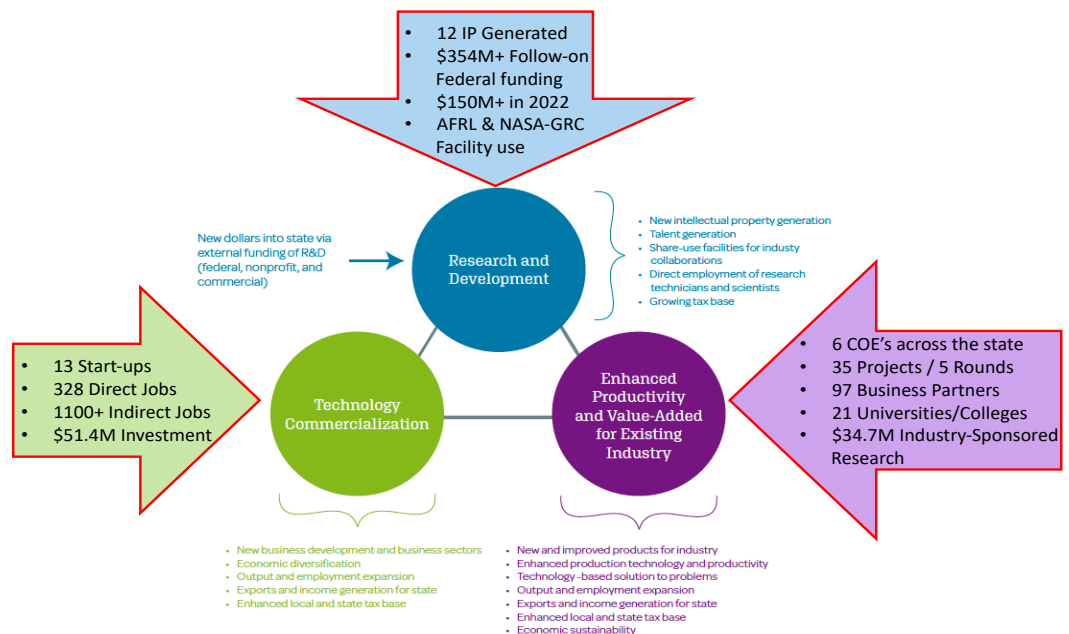 • 12 IP Generated
• $354M+ Follow-on
Federal funding
• $150M+ in 2022
• AFRL & NASA-GRC
Facility use
New dollars into state via
external funding of R&D
(federal, nonprofit, and
commercial)
Research and
Development
• New intellectual property generation
• Talent generation
• Share-use facilities for industy
collaborations
• Direct employment of research
technicians and scientists
• Growing tax base
• 13 Start-ups
• 328 Direct Jobs
• 1100+ Indirect Jobs
• $51.4M Investment
Technology
Commercialization
Enhanced
Productivity
and Value-Added
for Existing
Industry
• 6 COE's across the state
• 35 Projects / 5 Rounds
• 97 Business Partners
• 21 Universities/Colleges
• $34.7M Industry-Sponsored
Research
• New business development and business sectors
• Economic diversification
• Output and employment expansion
• Exports and income generation for state
• Enhanced local and state tax base
• New and improved products for industry
• Enhanced production technology and productivity
• Technology -based solution to problems
• Output and employment expansion
• Exports and income generation for state
• Enhanced local and state tax base
• Economic sustainability